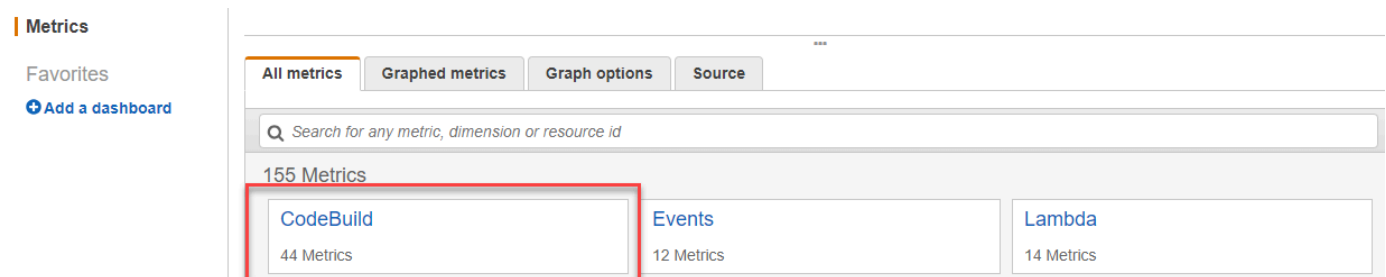 Metrics
Favorites
Add a dashboard
All metrics Graphed metrics Graph options Source
Search for any metric, dimension or resource id
155 Metrics
CodeBuild Events Lambda
44 Metrics 12 Metrics 14 Metrics